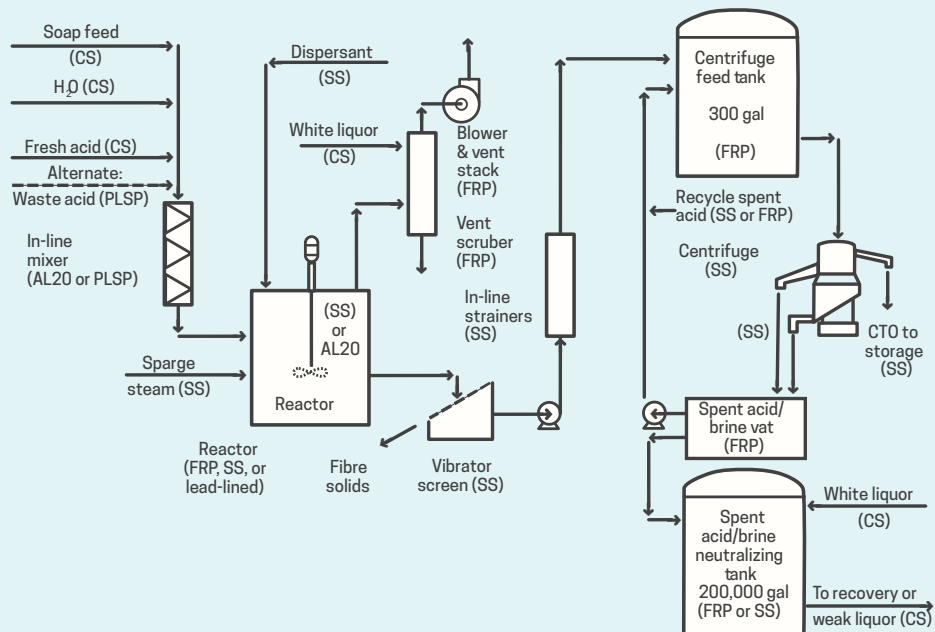 Soap feed
(CS)
H2O (CS)
Fresh acid (CS)
Alternate:
Waste acid (PLSP)
In-line
mixer
(AL20 or PLSP)
Sparge
steam (SS)
Dispersant
(SS)
White liquor
(CS)
Blower
& vent
stack
(FRP)
Vent
scruber
(FRP)
(SS)
or
AL20
Reactor
Reactor
(FRP, SS, or
lead-lined)
Fibre
solids
Vibrator
screen (SS)
In-line
strainers
(SS)
Centrifuge
feed tank
300 gal
(FRP)
Recycle spent
acid (SS or FRP)
Centrifuge
(SS)
(SS)
CTO to
storage
(SS)
Spent acid/
brine vat
(FRP)
Spent
acid/brine
neutralizing
tank
200,000 gal
(FRP or SS)
White liquor
(CS)
To recovery or
weak liquor (CS)